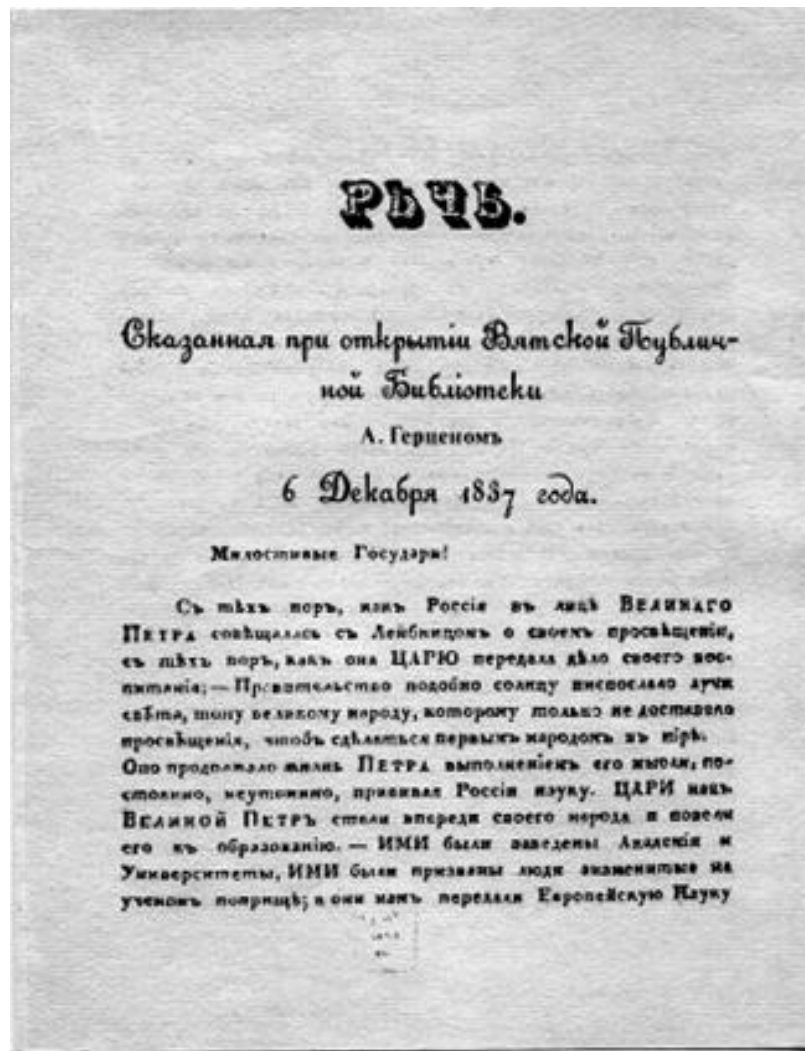 РѢЧЬ.
Сказанная при открытіи Вятской Публич-
ной Библіотеки
А. Герценомъ
6 Декабря 1837 года.
Милостивые Государи!
Съ тѣхъ поръ, какъ Россія въ лицѣ ВЕЛИКАГО
ПЕТРА совѣщалась съ Лейбницомъ о своемъ просвѣщеніи,
съ тѣхъ поръ, какъ она ЦАРЮ передала дѣло своего вос-
питанія; — Правительство подобно солнцу ниспослало лучи
свѣта, тому великому народу, которому только не доставало
просвѣщенія, чтобъ сдѣлаться первымъ народомъ въ мірѣ.
Оно продолжало жизнь ПЕТРА выполненіемъ его мысли, по-
стоянно, неутомимо, прививая Россіи науку. ЦАРИ какъ
ВЕЛИКОЙ ПЕТРЪ стали впереди своего народа и повели
его къ образованію. — ИМИ были заведены Академіи и
Университеты, ИМИ были призваны люди знаменитые на
ученомъ поприщѣ; а они намъ передали Европейскую Науку